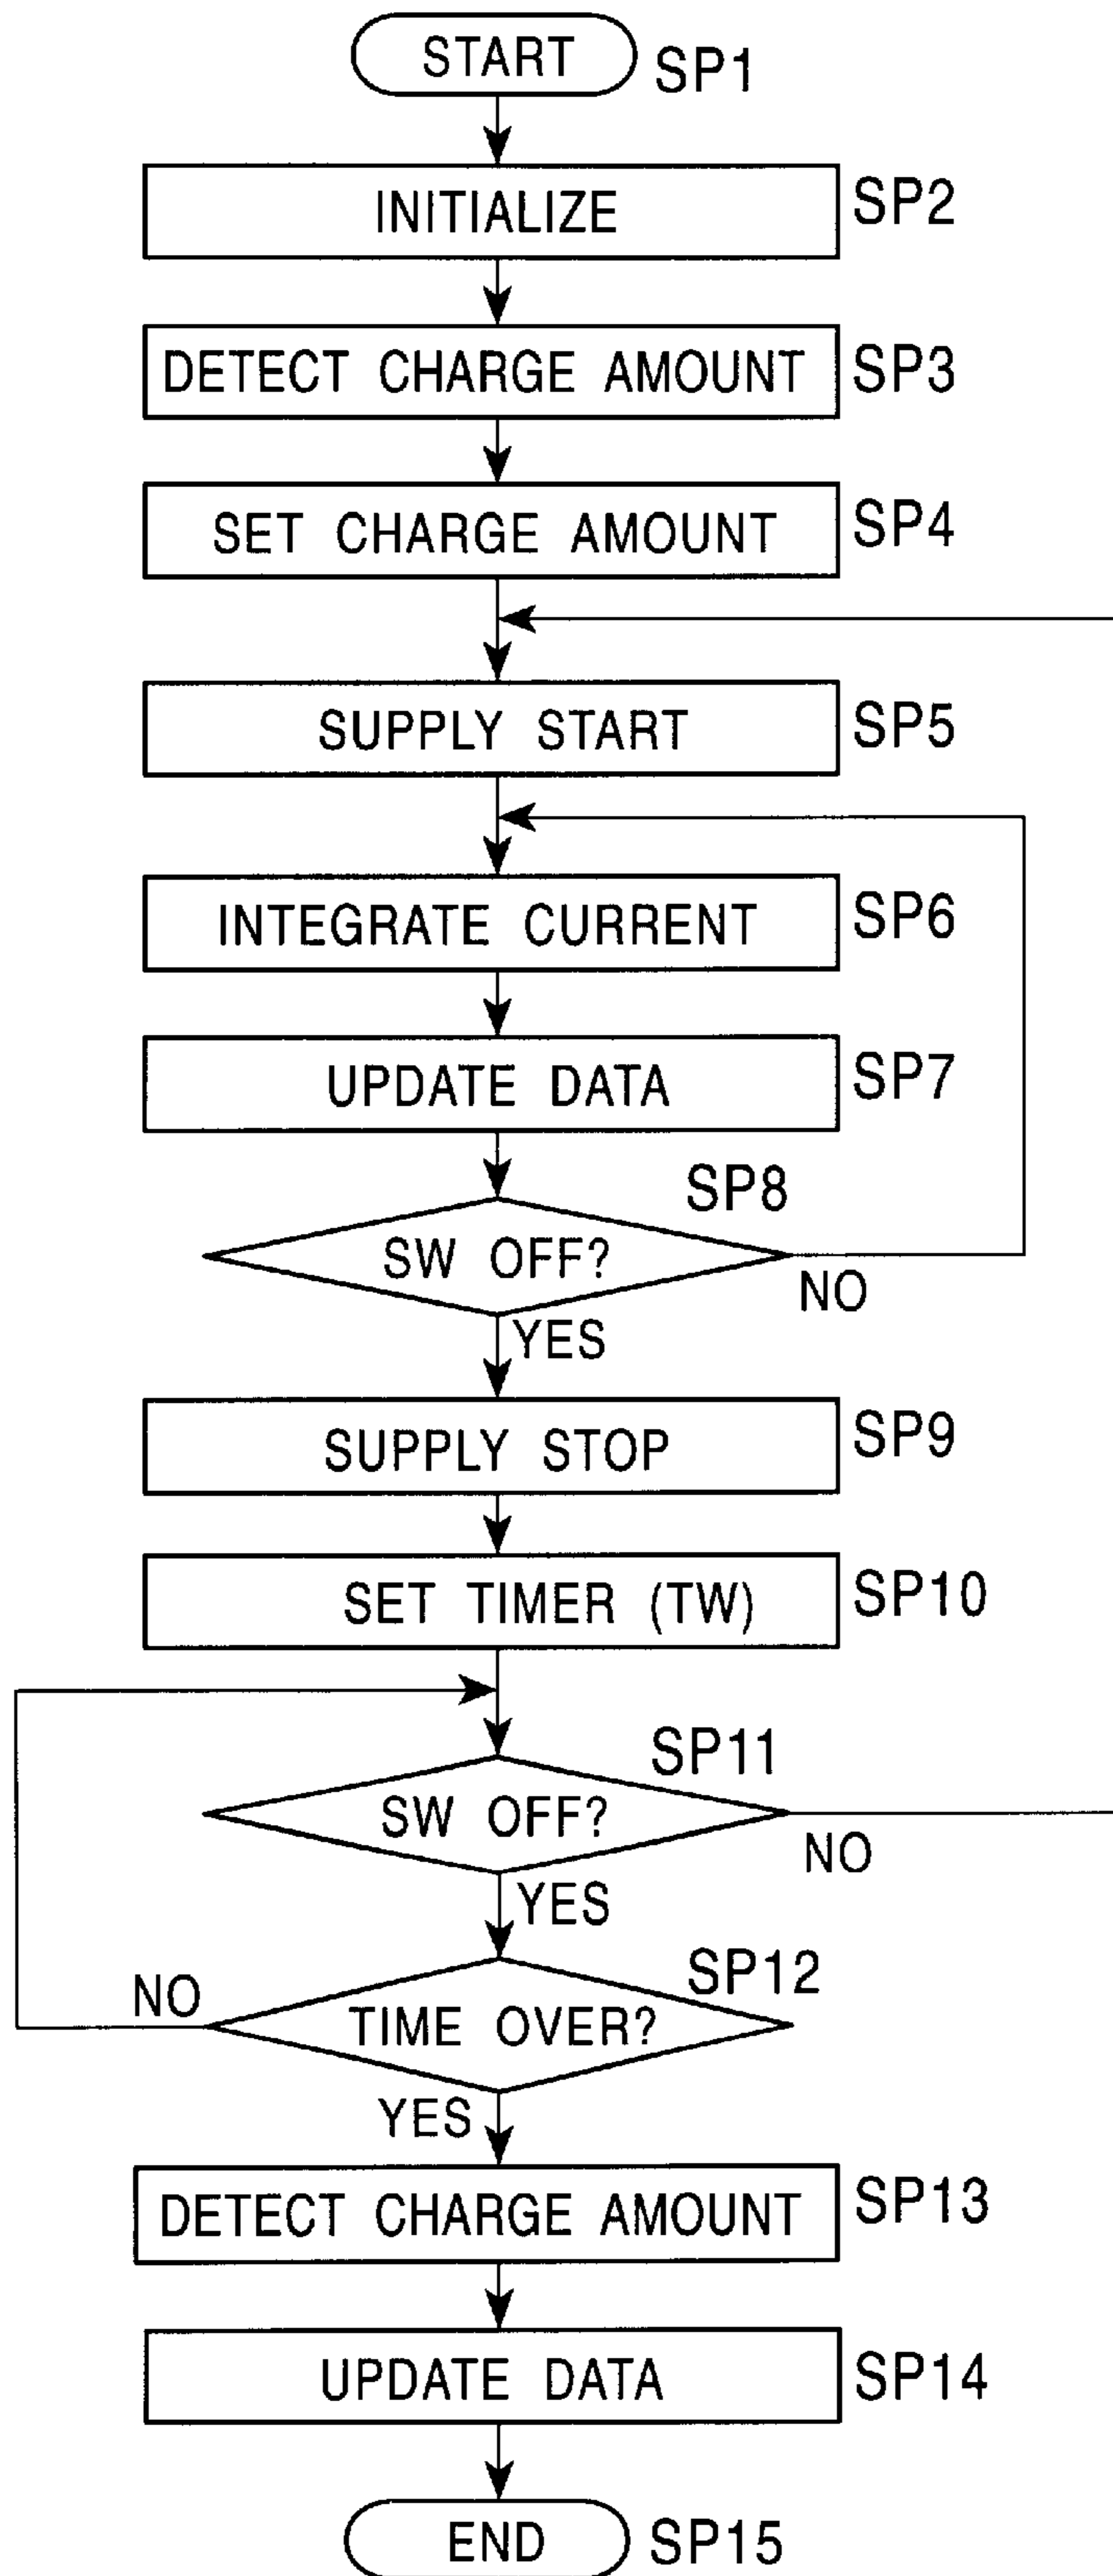 START SP1
INITIALIZE SP2
DETECT CHARGE AMOUNT SP3
SET CHARGE AMOUNT SP4
SUPPLY START SP5
INTEGRATE CURRENT SP6
UPDATE DATA SP7
SP8
SW OFF?
NO
YES
SUPPLY STOP SP9
SET TIMER (TW) SP10
SP11
SW OFF?
NO
YES
SP12
NO
TIME OVER?
YES
DETECT CHARGE AMOUNT SP13
UPDATE DATA SP14
END SP15